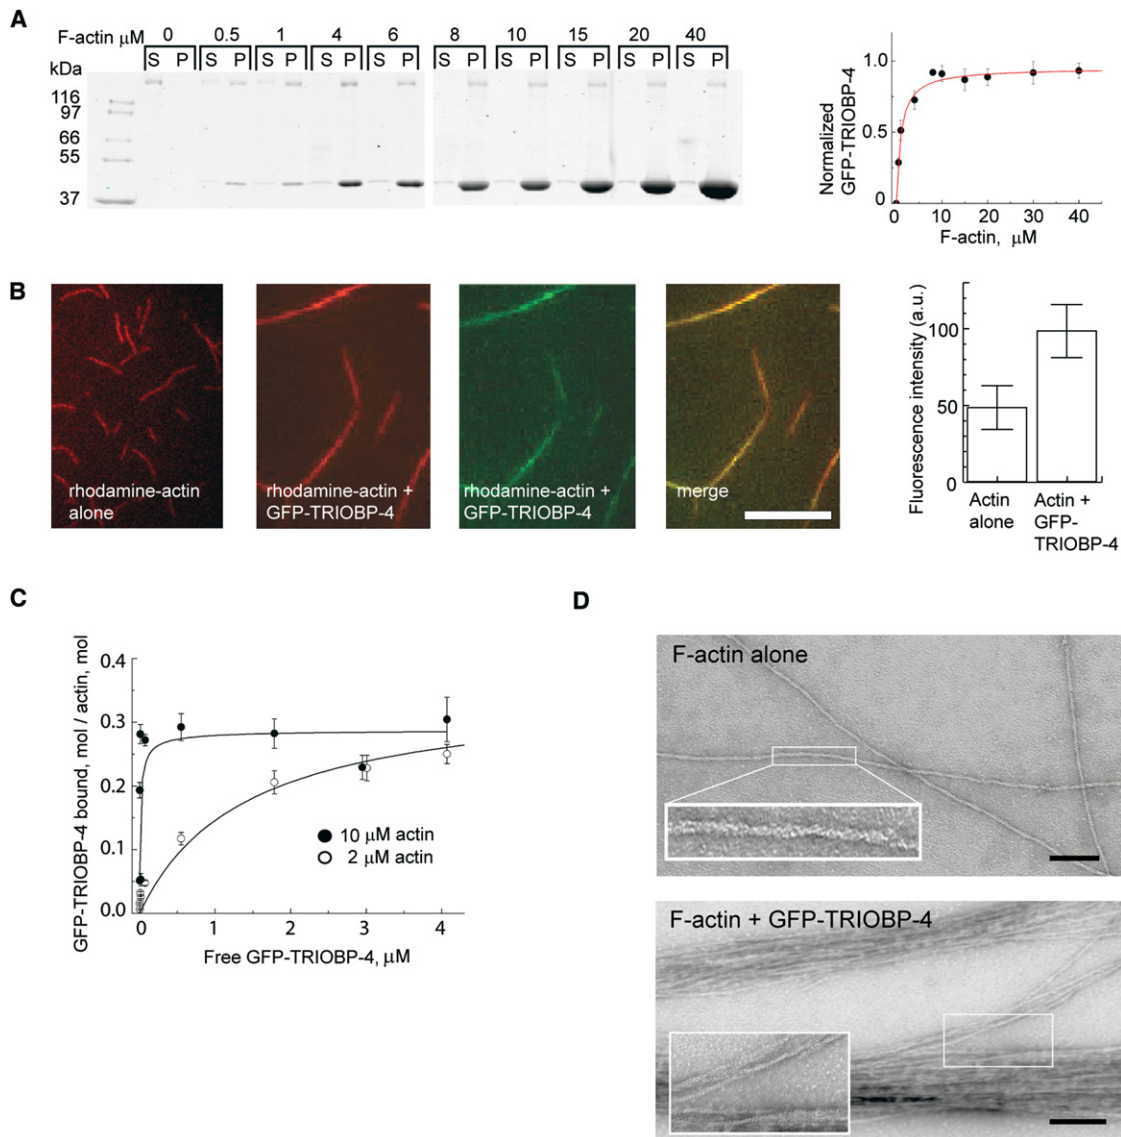 A
F-actin μM 0 0.5 1 4 6 8 10 15 20 40
S P S P S P S P S P S P S P S P S P S P
kDa
116
97
66
55
37
1.0
0.5
0
Normalized
GFP-TRIOBP-4
0 10 20 30 40
F-actin, μM
B
rhodamine-actin
alone
rhodamine-actin +
GFP-TRIOBP-4
rhodamine-actin +
GFP-TRIOBP-4
merge
Fluorescence intensity (a.u.)
100
50
0
Actin
alone
Actin +
GFP-
TRIOBP-4
C
GFP-TRIOBP-4 bound, mol / actin, mol
0.4
0.3
0.2
0.1
0.0
10 μM actin
2 μM actin
0 1 2 3 4
Free GFP-TRIOBP-4, μM
D
F-actin alone
F-actin + GFP-TRIOBP-4